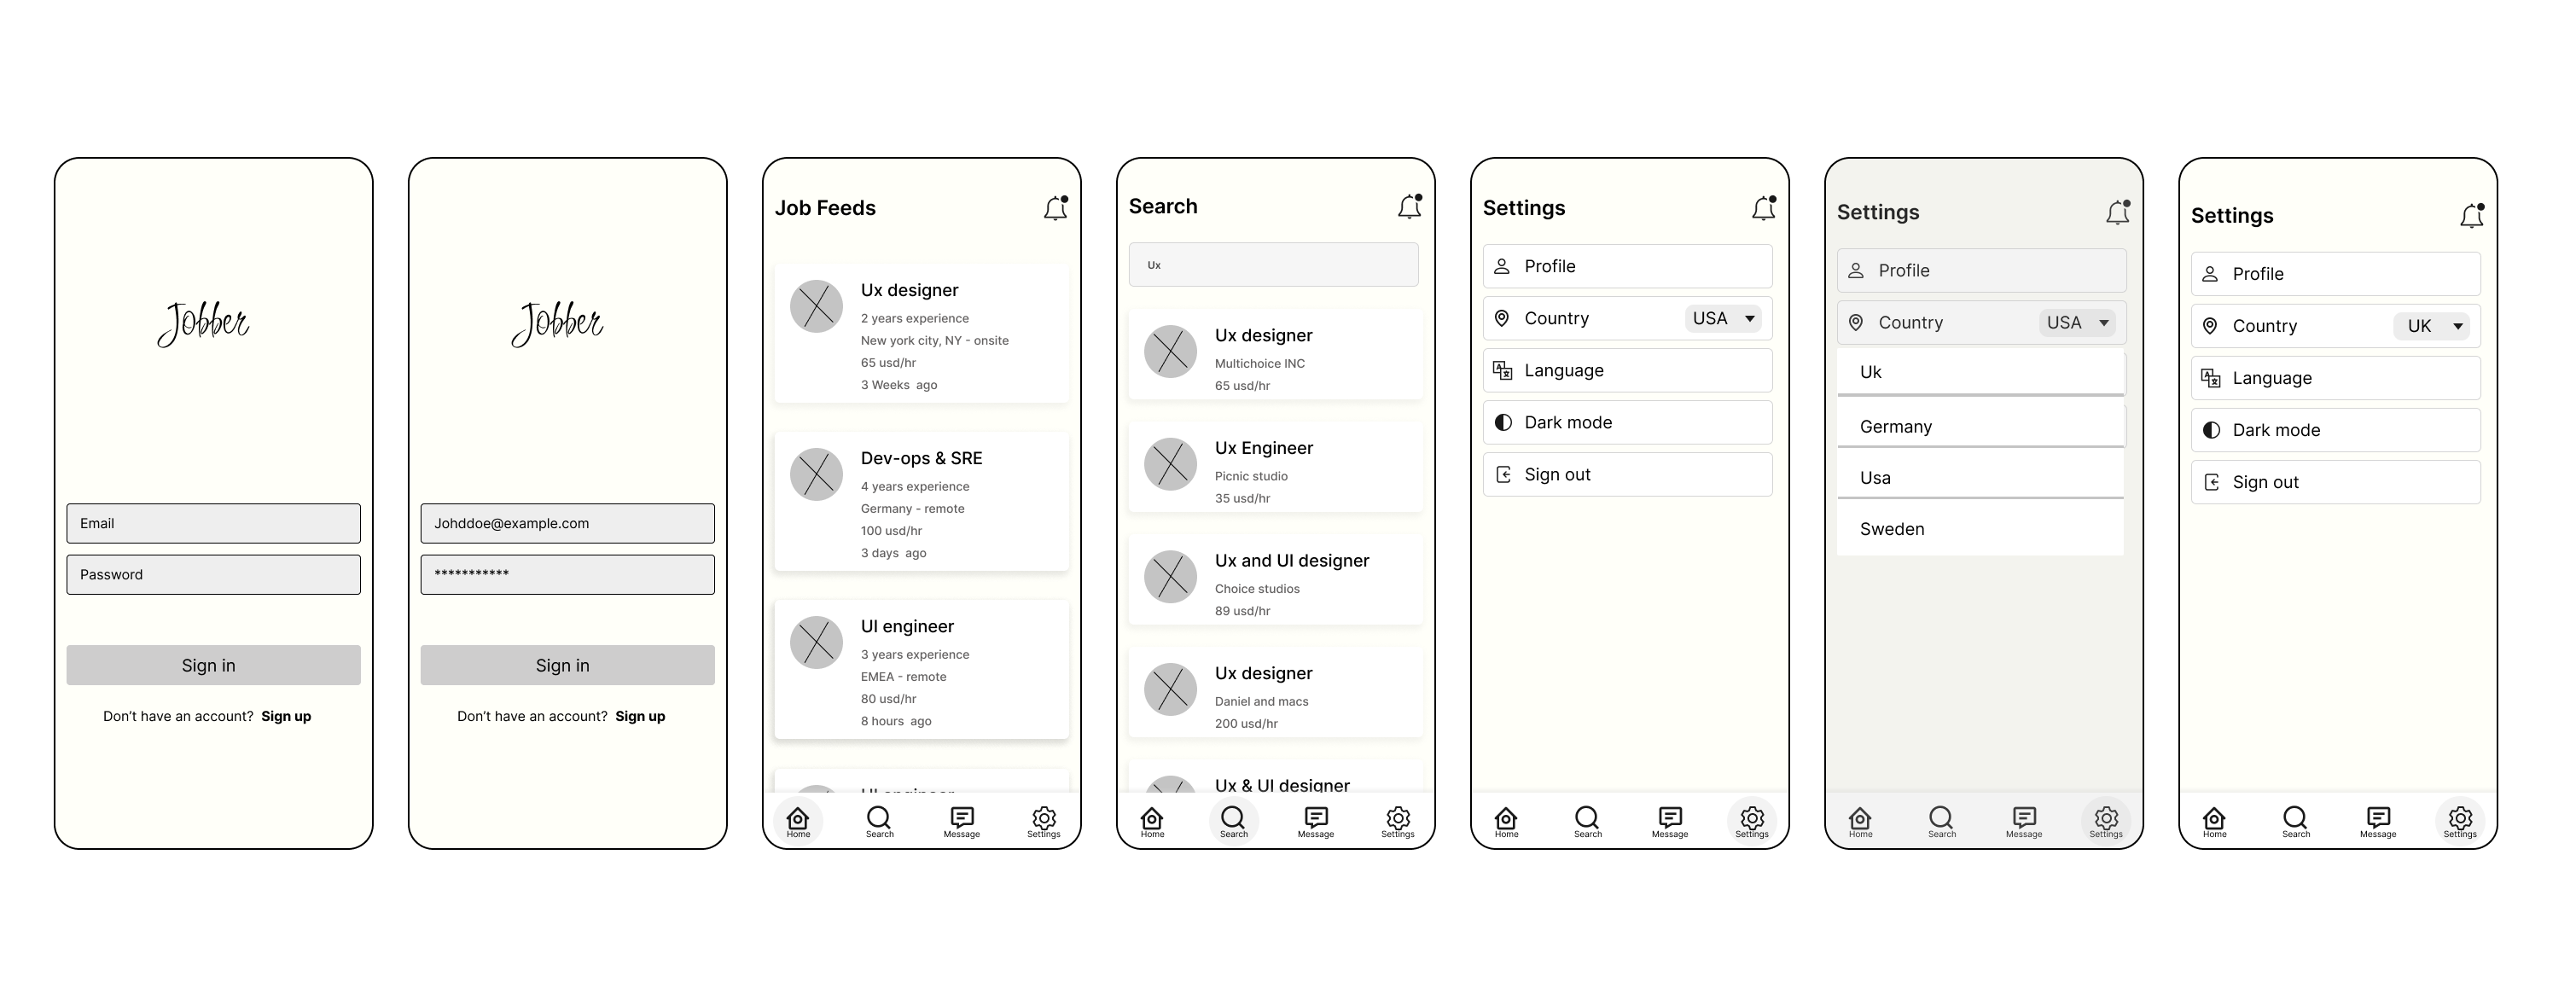 Jobber
Email
Password
Sign in
Don't have an account? Sign up
Jobber
Johddoe@example.com
***********
Sign in
Don't have an account? Sign up
Job Feeds
Ux designer
2 years experience
New york city, NY - onsite
65 usd/hr
3 Weeks ago
Dev-ops & SRE
4 years experience
Germany - remote
100 usd/hr
3 days ago
UI engineer
3 years experience
EMEA - remote
80 usd/hr
8 hours ago
UI engineer
Home
Search
Message
Settings
Search
Ux
Ux designer
Multichoice INC
65 usd/hr
Ux Engineer
Picnic studio
35 usd/hr
Ux and UI designer
Choice studios
89 usd/hr
Ux designer
Daniel and macs
200 usd/hr
Ux & UI designer
Home
Search
Message
Settings
Settings
Profile
Country USA
Language
Dark mode
Sign out
Home
Search
Message
Settings
Settings
Profile
Country USA
Uk
Germany
Usa
Sweden
Home
Search
Message
Settings
Settings
Profile
Country UK
Language
Dark mode
Sign out
Home
Search
Message
Settings